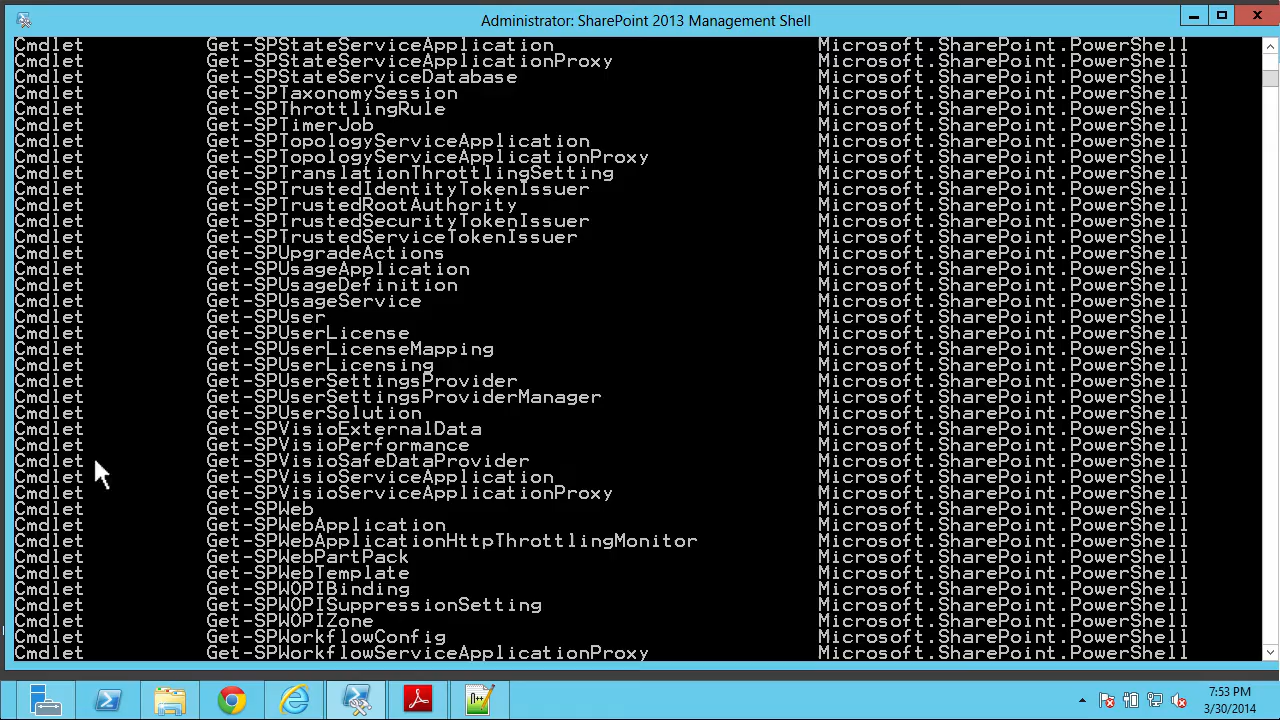 Administrator: SharePoint 2013 Management Shell
Cmdlet Get-SPStateServiceApplication Microsoft.SharePoint.PowerShell
Cmdlet Get-SPStateServiceApplicationProxy Microsoft.SharePoint.PowerShell
Cmdlet Get-SPStateServiceDatabase Microsoft.SharePoint.PowerShell
Cmdlet Get-SPTaxonomySession Microsoft.SharePoint.PowerShell
Cmdlet Get-SPThrottlingRule Microsoft.SharePoint.PowerShell
Cmdlet Get-SPTimerJob Microsoft.SharePoint.PowerShell
Cmdlet Get-SPTopologyServiceApplication Microsoft.SharePoint.PowerShell
Cmdlet Get-SPTopologyServiceApplicationProxy Microsoft.SharePoint.PowerShell
Cmdlet Get-SPTranslationThrottlingSetting Microsoft.SharePoint.PowerShell
Cmdlet Get-SPTrustedIdentityTokenIssuer Microsoft.SharePoint.PowerShell
Cmdlet Get-SPTrustedRootAuthority Microsoft.SharePoint.PowerShell
Cmdlet Get-SPTrustedSecurityTokenIssuer Microsoft.SharePoint.PowerShell
Cmdlet Get-SPTrustedServiceTokenIssuer Microsoft.SharePoint.PowerShell
Cmdlet Get-SPUpgradeActions Microsoft.SharePoint.PowerShell
Cmdlet Get-SPUsageApplication Microsoft.SharePoint.PowerShell
Cmdlet Get-SPUsageDefinition Microsoft.SharePoint.PowerShell
Cmdlet Get-SPUsageService Microsoft.SharePoint.PowerShell
Cmdlet Get-SPUser Microsoft.SharePoint.PowerShell
Cmdlet Get-SPUserLicense Microsoft.SharePoint.PowerShell
Cmdlet Get-SPUserLicenseMapping Microsoft.SharePoint.PowerShell
Cmdlet Get-SPUserLicensing Microsoft.SharePoint.PowerShell
Cmdlet Get-SPUserSettingsProvider Microsoft.SharePoint.PowerShell
Cmdlet Get-SPUserSettingsProviderManager Microsoft.SharePoint.PowerShell
Cmdlet Get-SPUserSolution Microsoft.SharePoint.PowerShell
Cmdlet Get-SPVisioExternalData Microsoft.SharePoint.PowerShell
Cmdlet Get-SPVisioPerformance Microsoft.SharePoint.PowerShell
Cmdlet Get-SPVisioSafeDataProvider Microsoft.SharePoint.PowerShell
Cmdlet Get-SPVisioServiceApplication Microsoft.SharePoint.PowerShell
Cmdlet Get-SPVisioServiceApplicationProxy Microsoft.SharePoint.PowerShell
Cmdlet Get-SPWeb Microsoft.SharePoint.PowerShell
Cmdlet Get-SPWebApplication Microsoft.SharePoint.PowerShell
Cmdlet Get-SPWebApplicationHttpThrottlingMonitor Microsoft.SharePoint.PowerShell
Cmdlet Get-SPWebPartPack Microsoft.SharePoint.PowerShell
Cmdlet Get-SPWebTemplate Microsoft.SharePoint.PowerShell
Cmdlet Get-SPWOPIBinding Microsoft.SharePoint.PowerShell
Cmdlet Get-SPWOPISuppressionSetting Microsoft.SharePoint.PowerShell
Cmdlet Get-SPWOPIZone Microsoft.SharePoint.PowerShell
Cmdlet Get-SPWorkflowConfig Microsoft.SharePoint.PowerShell
Cmdlet Get-SPWorkflowServiceApplicationProxy Microsoft.SharePoint.PowerShell
7:53 PM
3/30/2014